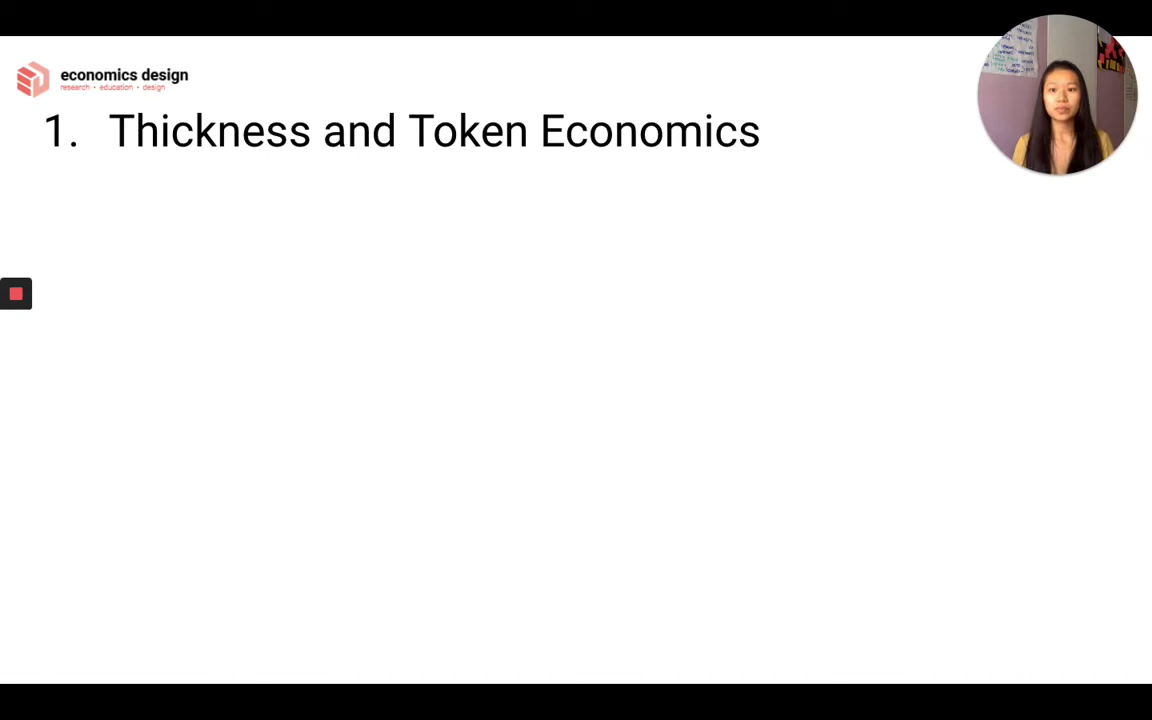 economics design
research • education • design
1. Thickness and Token Economics